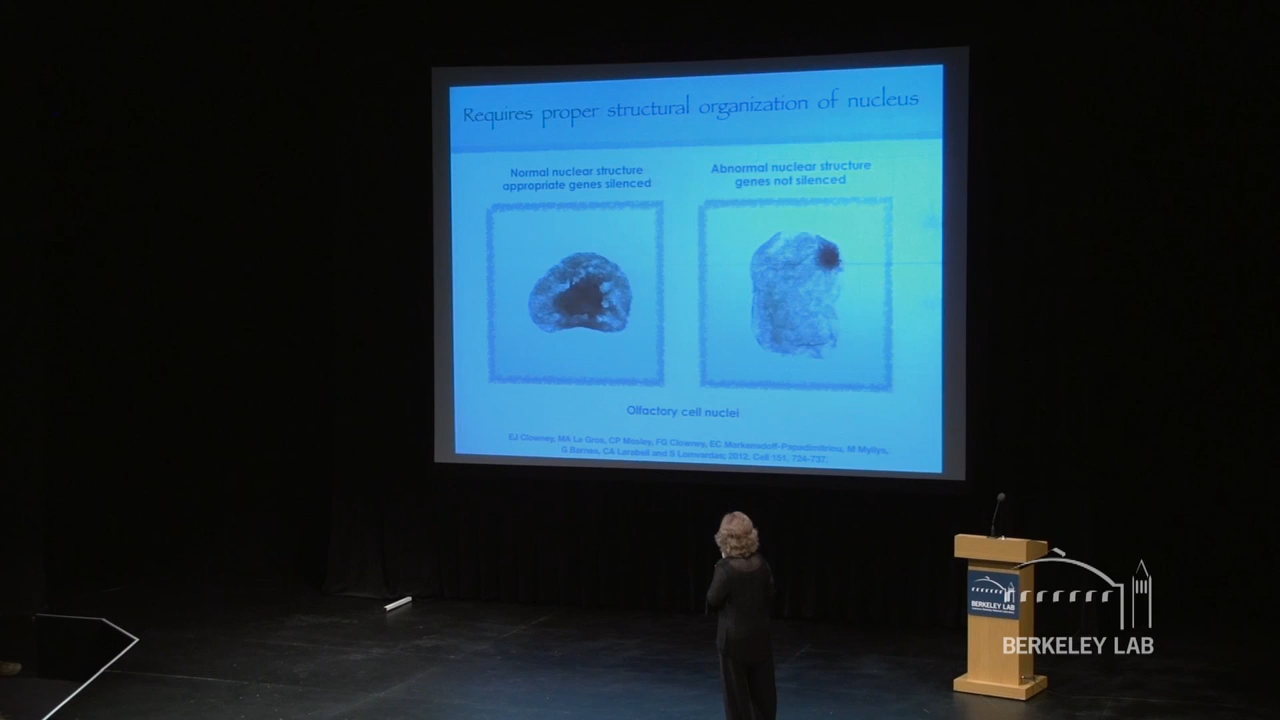 Requires proper structural organization of nucleus
Normal nuclear structure
appropriate genes silenced
Abnormal nuclear structure
genes not silenced
Olfactory cell nuclei
EJ Clowney, MA Le Gros, CP Mosley, FG Clowney, EC Markenskoff-Papadimitriou, M Myllys,
G Barnea, CA Larabell and S Lomvardas; 2012. Cell 151, 724-737.
BERKELEY LAB
BERKELEY LAB